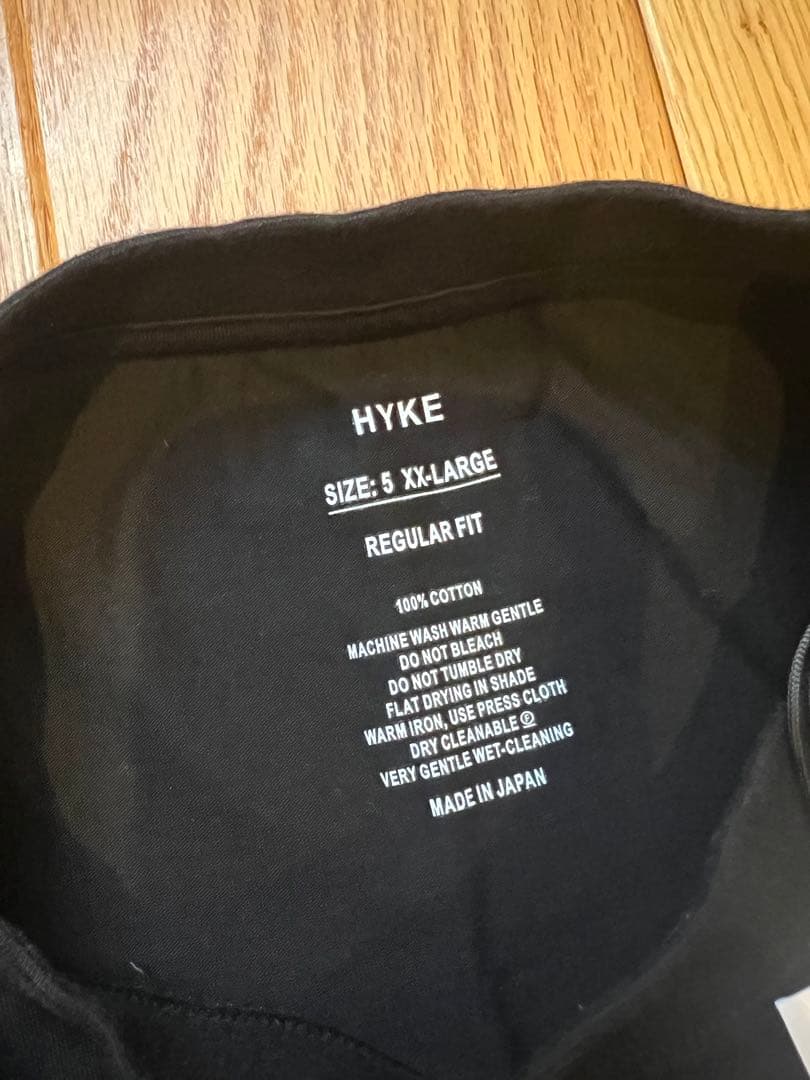 HYKE
SIZE: 5 XX-LARGE
REGULAR FIT
100% COTTON
MACHINE WASH WARM GENTLE
DO NOT BLEACH
DO NOT TUMBLE DRY
FLAT DRYING IN SHADE
WARM IRON, USE PRESS CLOTH
DRY CLEANABLE Ⓟ
VERY GENTLE WET-CLEANING
MADE IN JAPAN